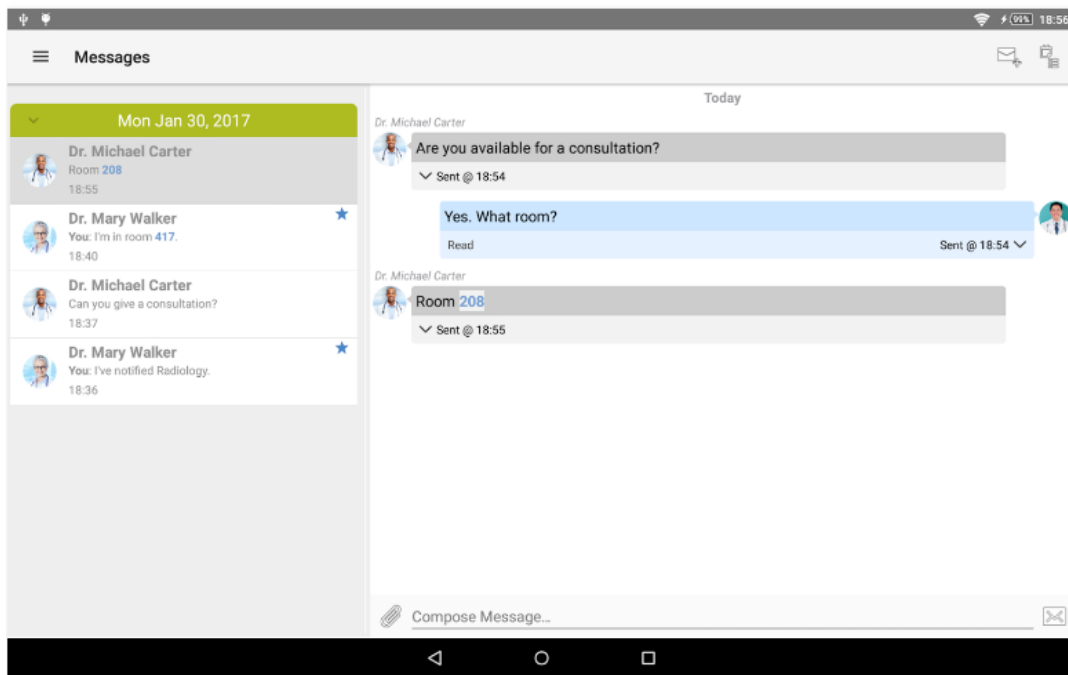 99% 18:56
Messages
Mon Jan 30, 2017
Dr. Michael Carter
Room 208
18:55
Dr. Mary Walker
You: I'm in room 417.
18:40
Dr. Michael Carter
Can you give a consultation?
18:37
Dr. Mary Walker
You: I've notified Radiology.
18:36
Today
Dr. Michael Carter
Are you available for a consultation?
Sent @ 18:54
Yes. What room?
Read Sent @ 18:54
Dr. Michael Carter
Room 208
Sent @ 18:55
Compose Message...